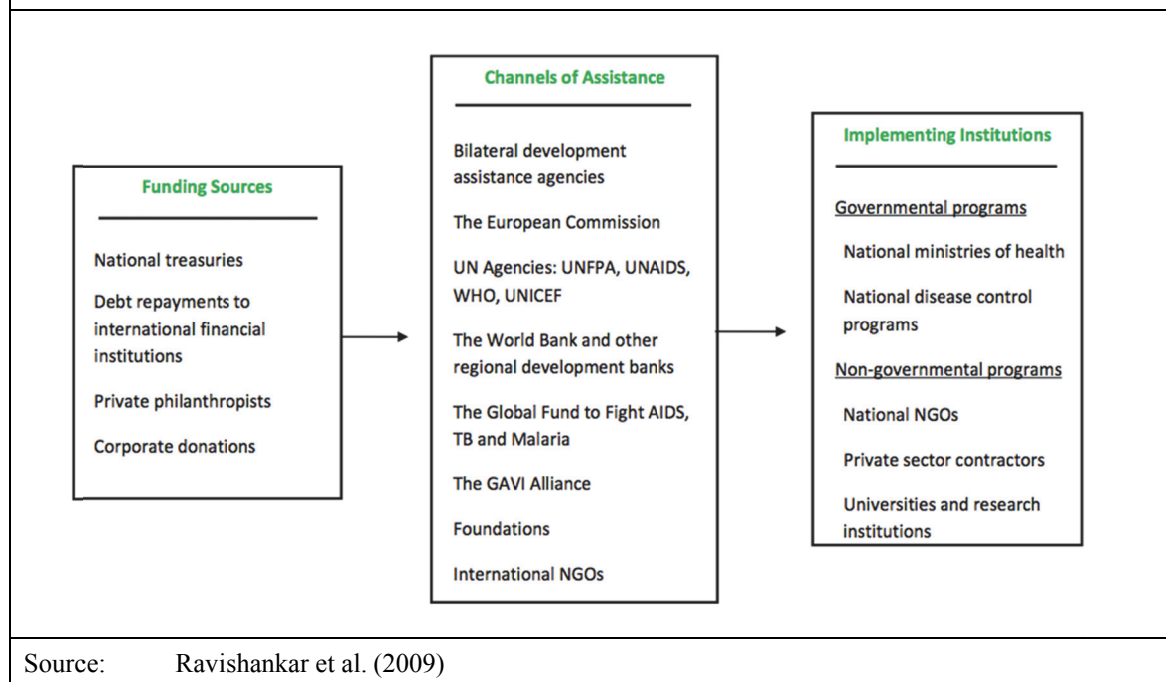 Funding Sources
National treasuries
Debt repayments to
international financial
institutions
Private philanthropists
Corporate donations
Channels of Assistance
Bilateral development
assistance agencies
The European Commission
UN Agencies: UNFPA, UNAIDS,
WHO, UNICEF
The World Bank and other
regional development banks
The Global Fund to Fight AIDS,
TB and Malaria
The GAVI Alliance
Foundations
International NGOs
Implementing Institutions
Governmental programs
National ministries of health
National disease control
programs
Non-governmental programs
National NGOs
Private sector contractors
Universities and research
institutions
Source: Ravishankar et al. (2009)